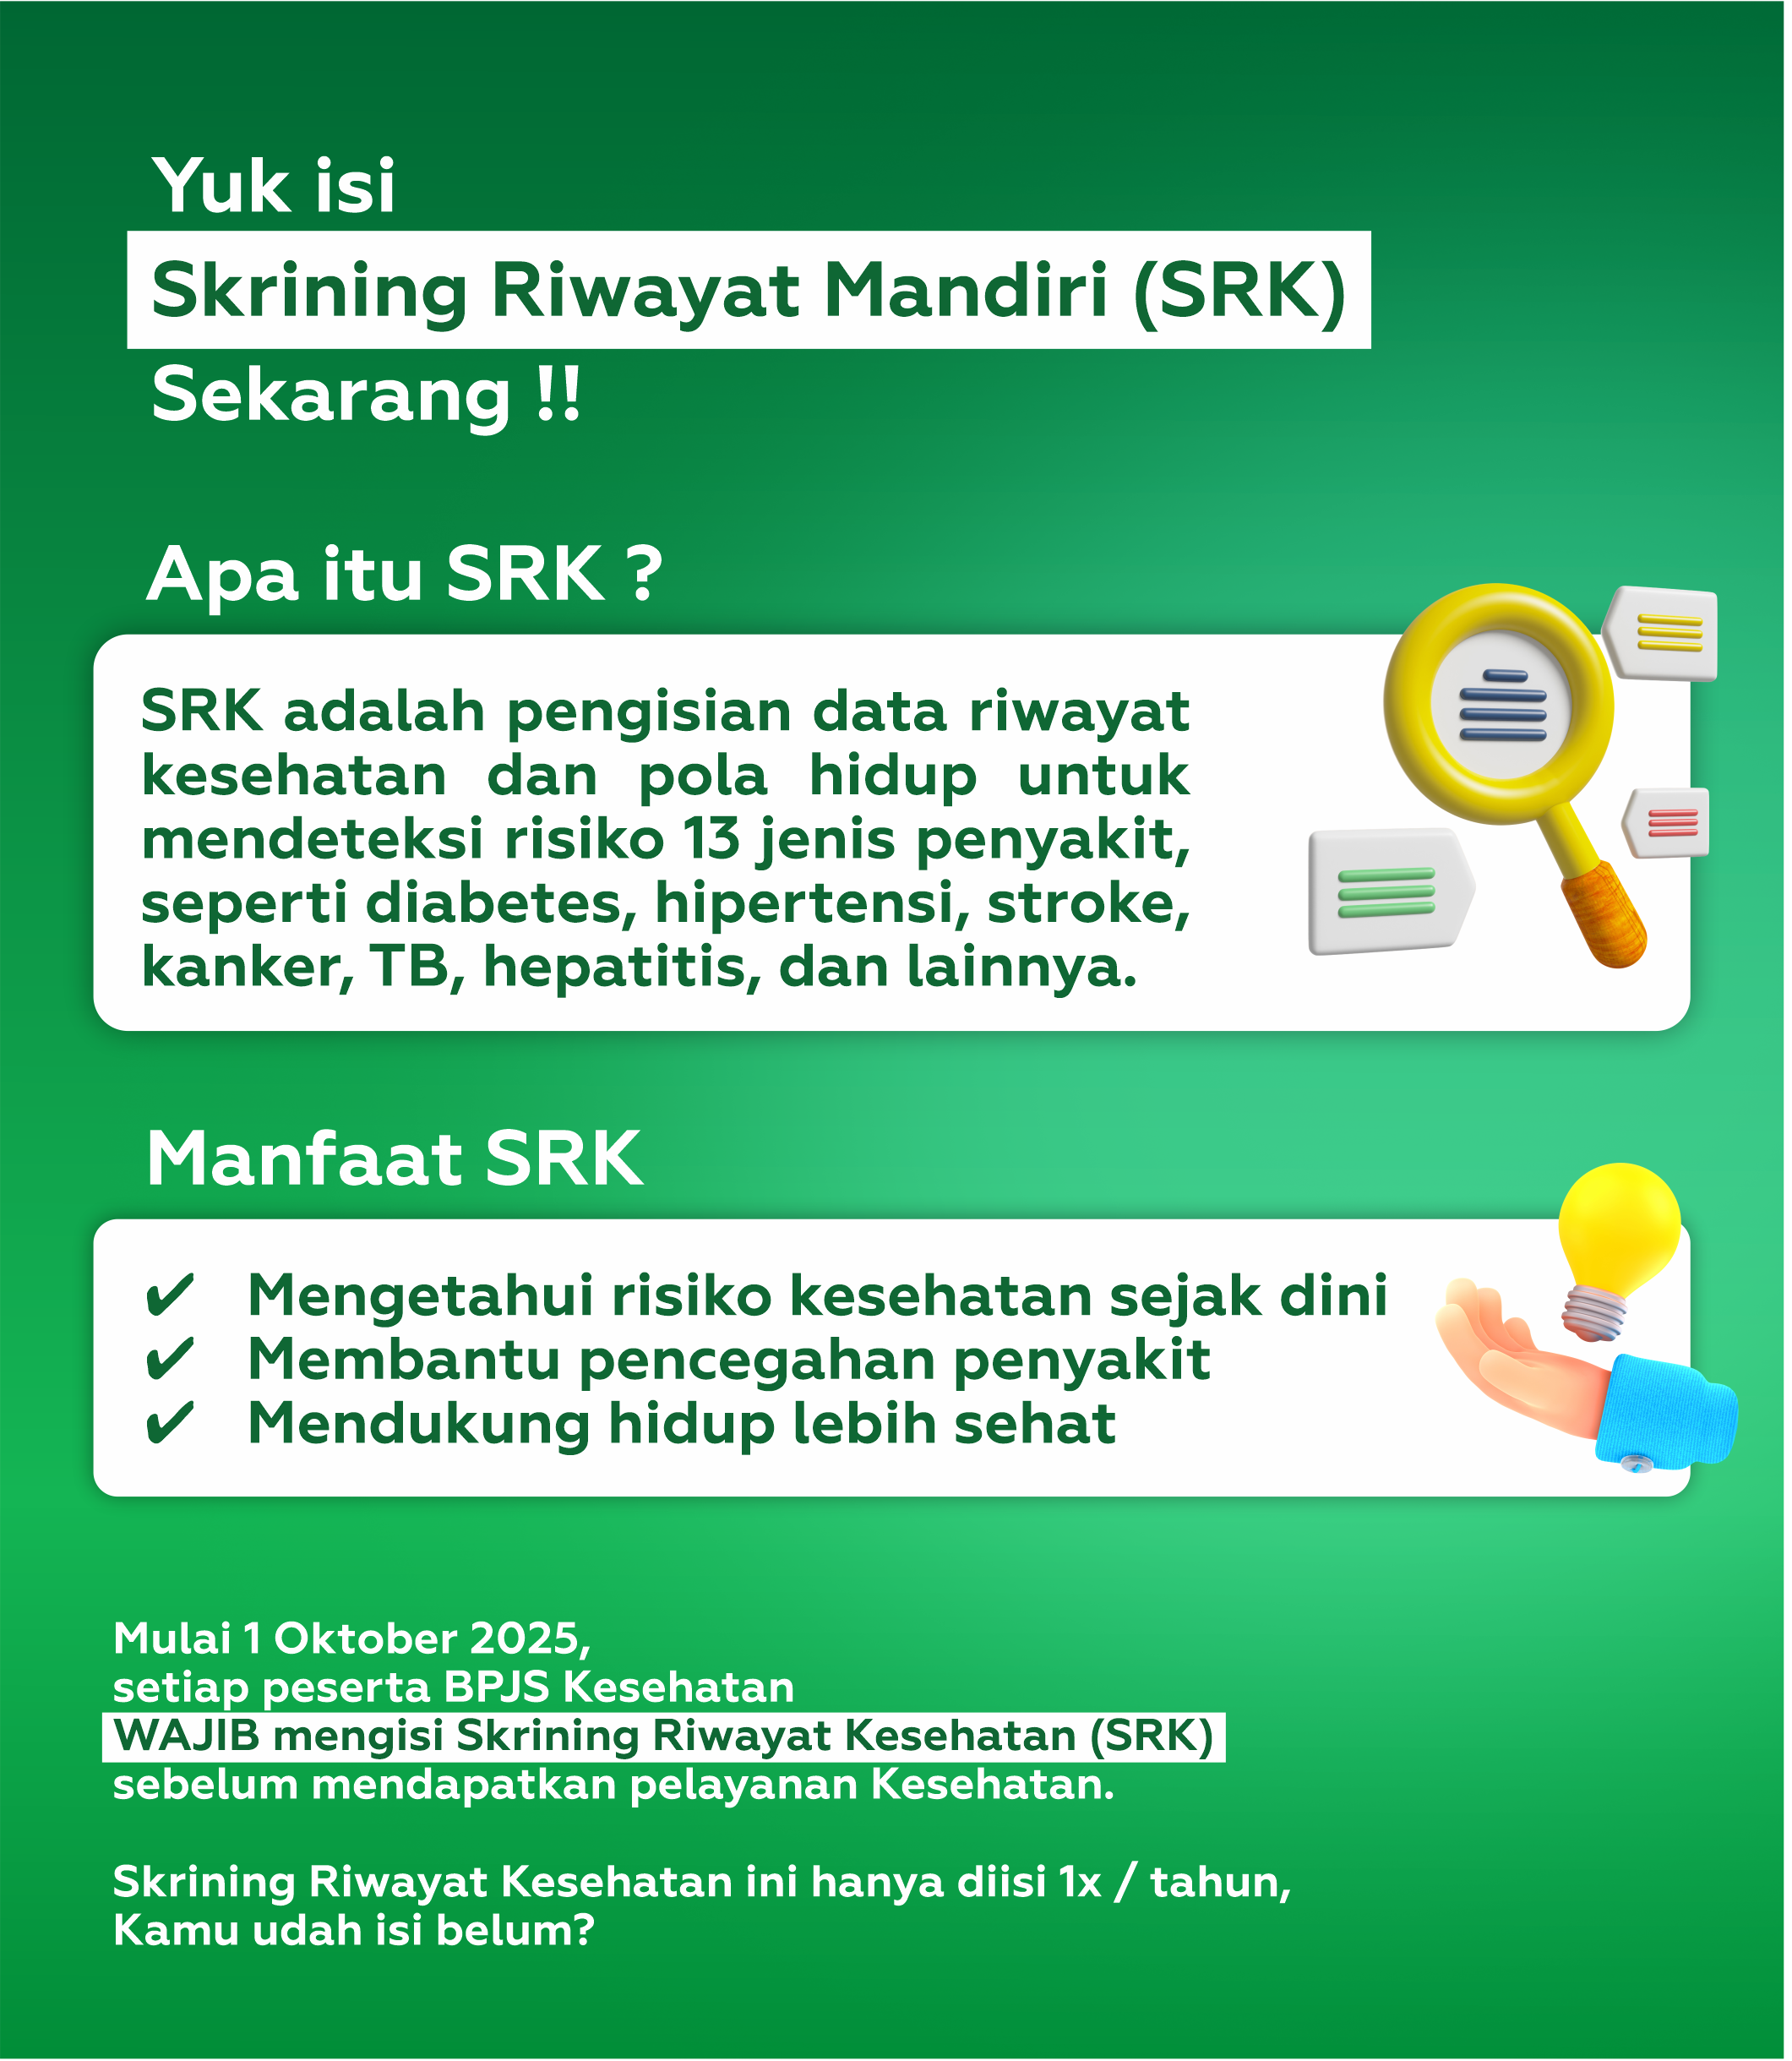 Yuk isi
Skrining Riwayat Mandiri (SRK)
Sekarang !!
Apa itu SRK ?
SRK adalah pengisian data riwayat
kesehatan dan pola hidup untuk
mendeteksi risiko 13 jenis penyakit,
seperti diabetes, hipertensi, stroke,
kanker, TB, hepatitis, dan lainnya.
Manfaat SRK
✔ Mengetahui risiko kesehatan sejak dini
✔ Membantu pencegahan penyakit
✔ Mendukung hidup lebih sehat
Mulai 1 Oktober 2025,
setiap peserta BPJS Kesehatan
WAJIB mengisi Skrining Riwayat Kesehatan (SRK)
sebelum mendapatkan pelayanan Kesehatan.
Skrining Riwayat Kesehatan ini hanya diisi 1x / tahun,
Kamu udah isi belum?